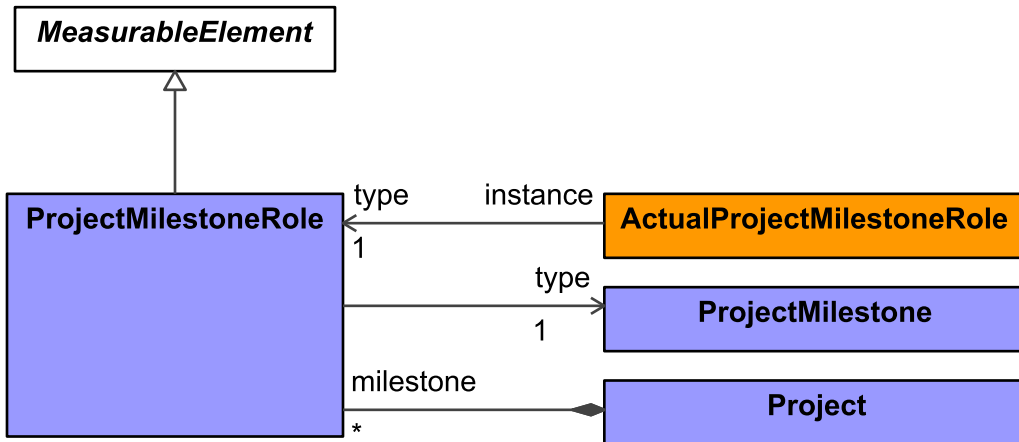 MeasurableElement
ProjectMilestoneRole
type
instance
ActualProjectMilestoneRole
1
type
ProjectMilestone
1
milestone
Project
*